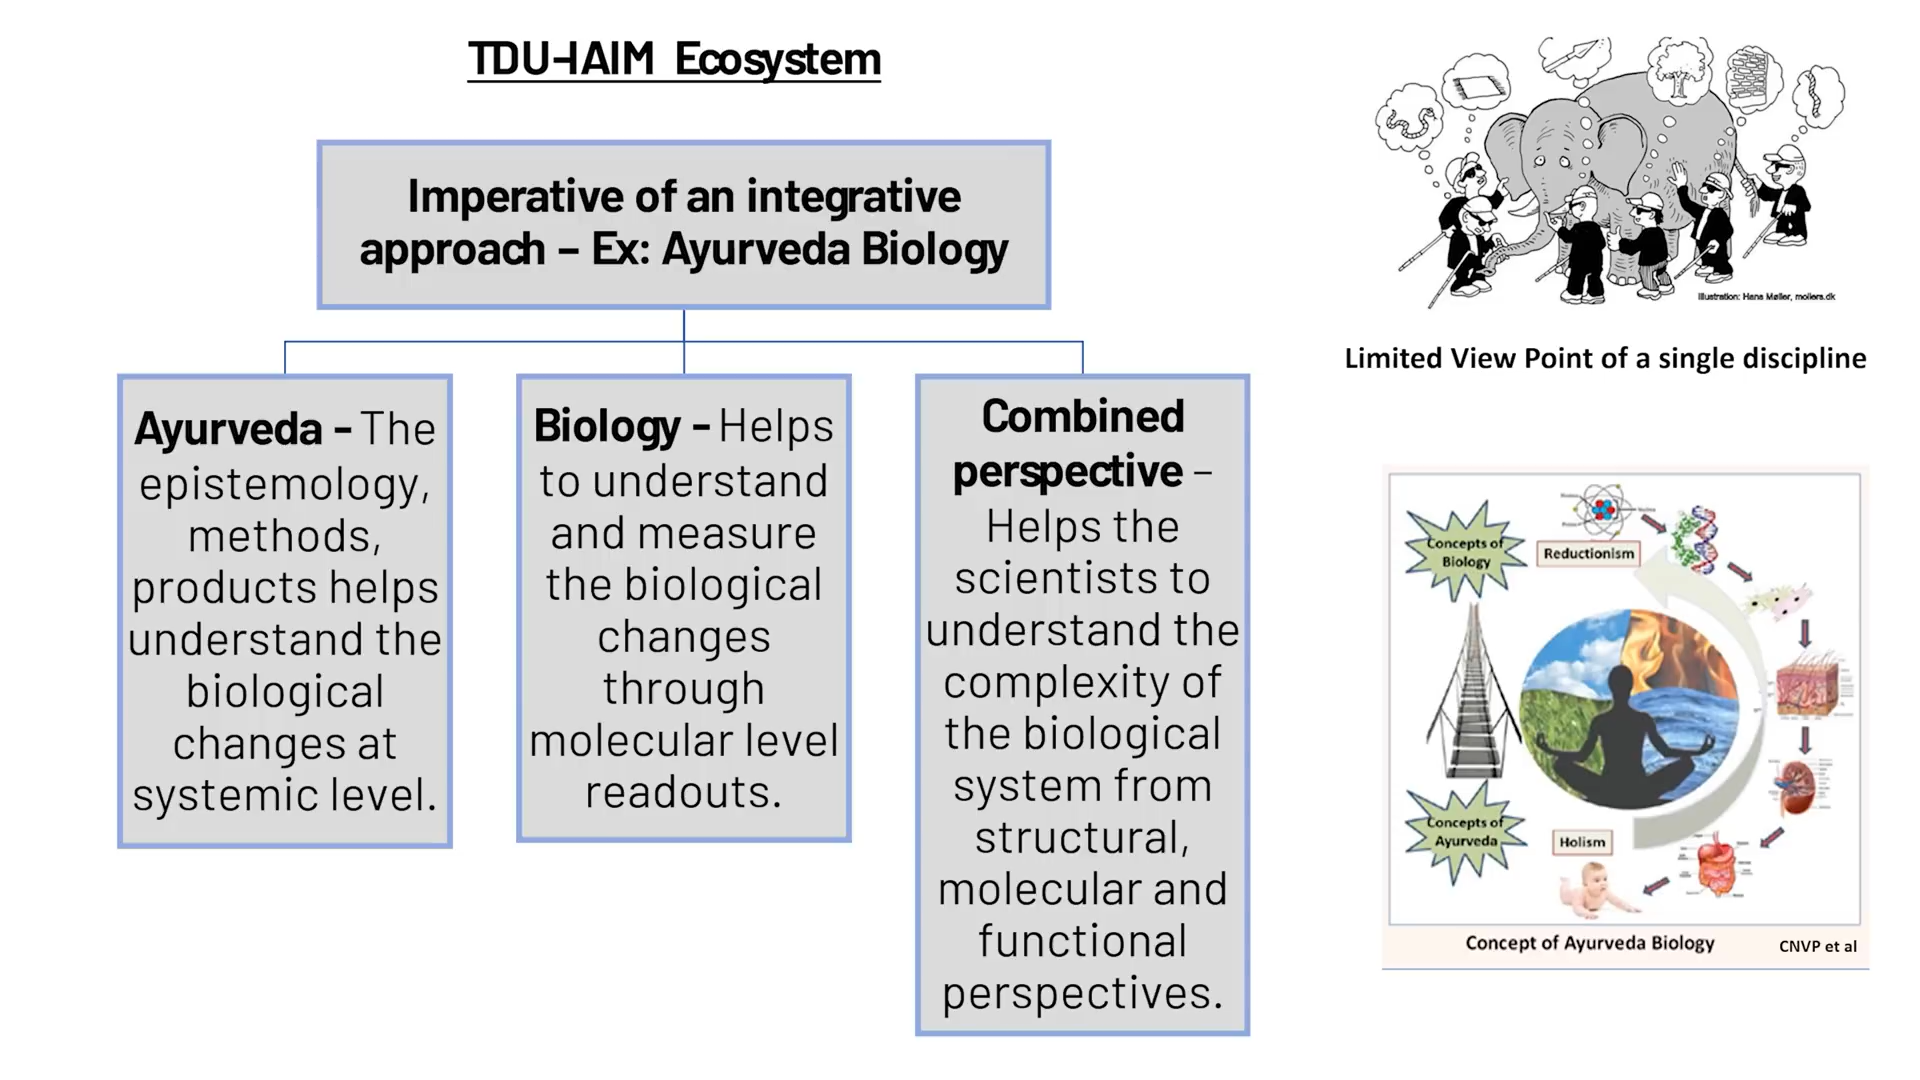 TDU-IAIM Ecosystem
Imperative of an integrative
approach – Ex: Ayurveda Biology
Ayurveda - The
epistemology,
methods,
products helps
understand the
biological
changes at
systemic level.
Biology - Helps
to understand
and measure
the biological
changes
through
molecular level
readouts.
Combined
perspective –
Helps the
scientists to
understand the
complexity of
the biological
system from
structural,
molecular and
functional
perspectives.
Illustration: Hans Møller, mollers.dk
Limited View Point of a single discipline
Concepts of
Biology
Reductionism
Concepts of
Ayurveda
Holism
Concept of Ayurveda Biology
CNVP et al